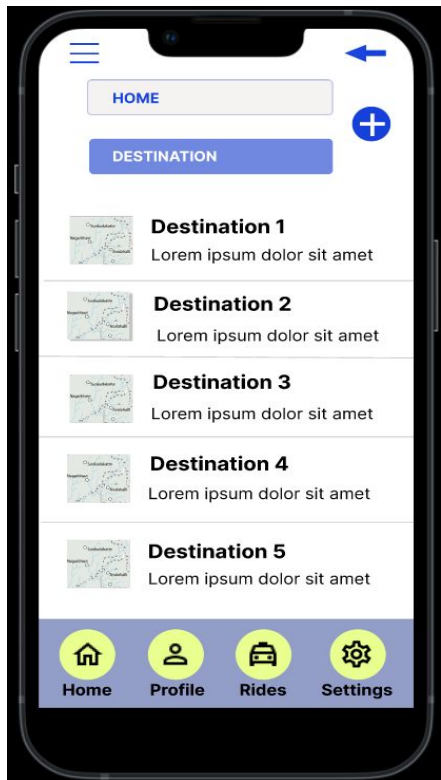 HOME
DESTINATION
Destination 1
Lorem ipsum dolor sit amet
Destination 2
Lorem ipsum dolor sit amet
Destination 3
Lorem ipsum dolor sit amet
Destination 4
Lorem ipsum dolor sit amet
Destination 5
Lorem ipsum dolor sit amet
Home Profile Rides Settings